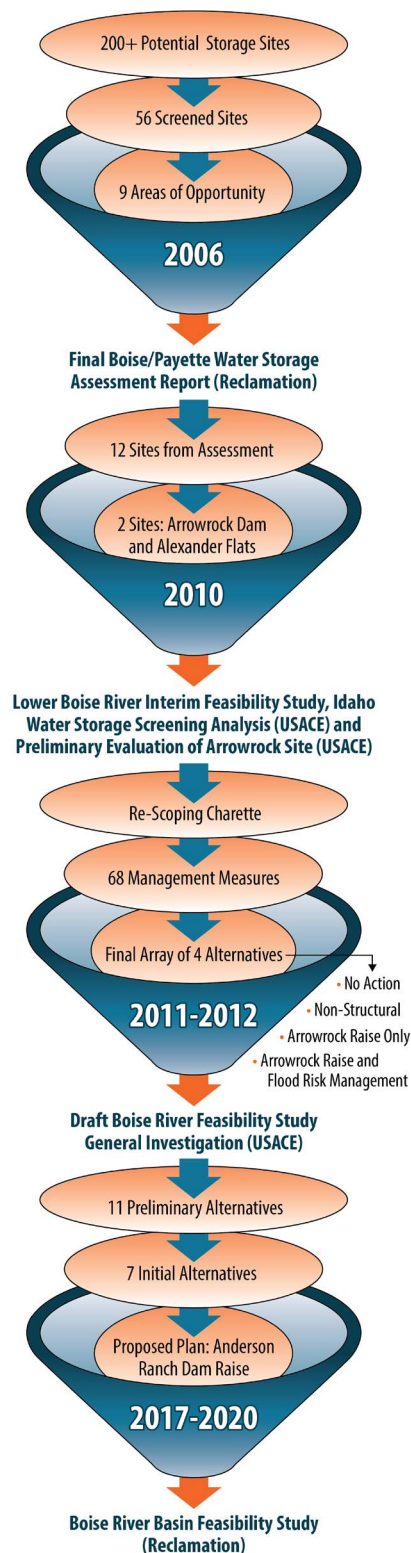 200+ Potential Storage Sites
56 Screened Sites
9 Areas of Opportunity
2006
Final Boise/Payette Water Storage
Assessment Report (Reclamation)
12 Sites from Assessment
2 Sites: Arrowrock Dam
and Alexander Flats
2010
Lower Boise River Interim Feasibility Study, Idaho
Water Storage Screening Analysis (USACE) and
Preliminary Evaluation of Arrowrock Site (USACE)
Re-Scoping Charette
68 Management Measures
Final Array of 4 Alternatives
• No Action
• Non-Structural
• Arrowrock Raise Only
• Arrowrock Raise and
Flood Risk Management
2011-2012
Draft Boise River Feasibility Study
General Investigation (USACE)
11 Preliminary Alternatives
7 Initial Alternatives
Proposed Plan: Anderson
Ranch Dam Raise
2017-2020
Boise River Basin Feasibility Study
(Reclamation)